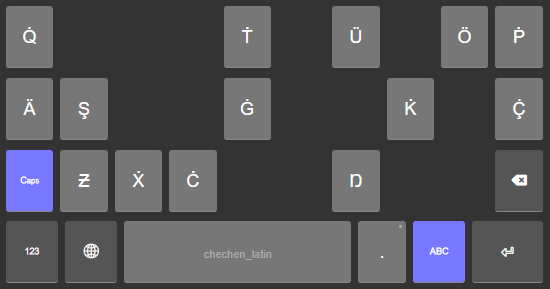 Q̇ Ṫ Ü Ö Ṗ
Ä Ş Ġ K̇ Ç̇
Caps Ƶ Ẋ Ċ Ŋ
123 chechen_latin . ABC